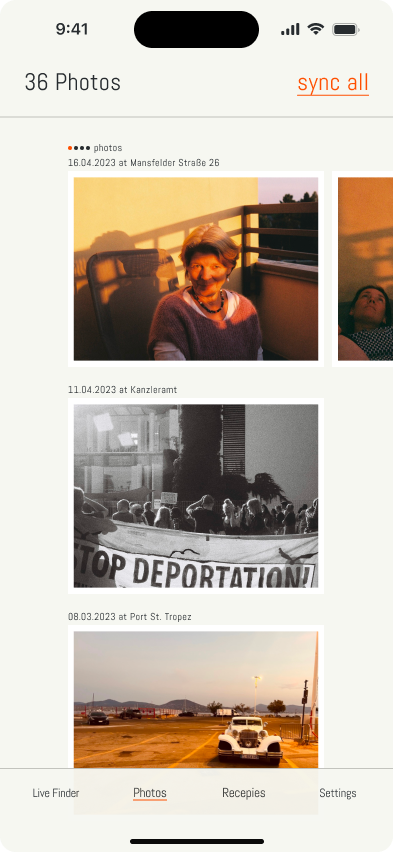 9:41
36 Photos
sync all
photos
16.04.2023 at Mansfelder Straße 26
11.04.2023 at Kanzleramt
STOP DEPORTATION!
08.03.2023 at Port St. Tropez
Live Finder
Photos
Recepies
Settings